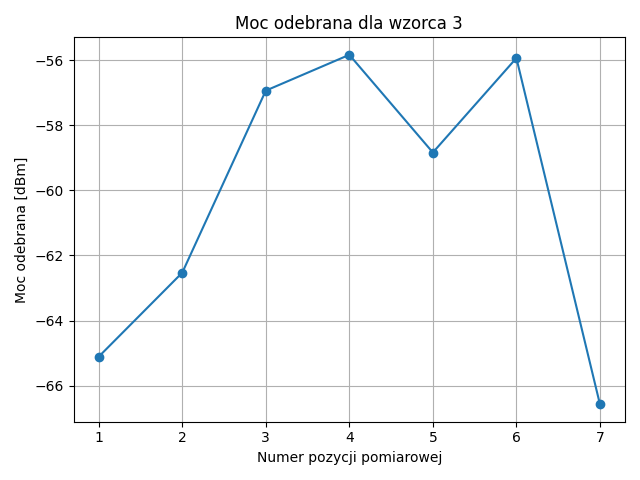 Moc odebrana dla wzorca 3
Moc odebrana [dBm]
−56
−58
−60
−62
−64
−66
1 2 3 4 5 6 7
Numer pozycji pomiarowej